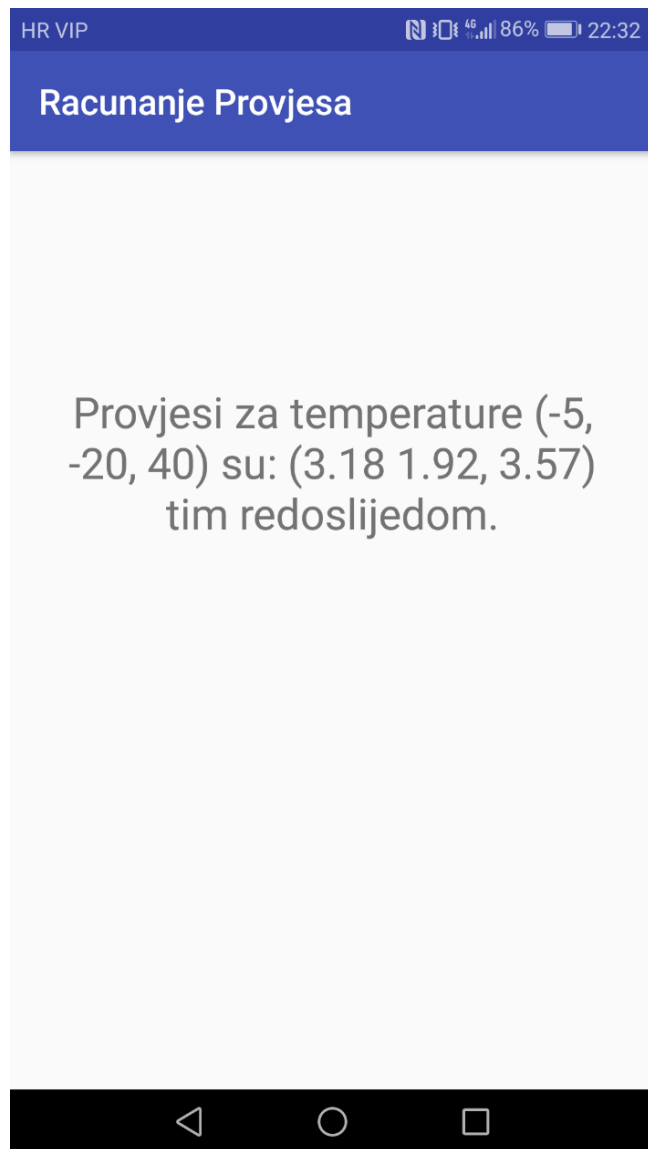 HR VIP 4G 86% 22:32
Racunanje Provjesa
Provjesi za temperature (-5,
-20, 40) su: (3.18 1.92, 3.57)
tim redoslijedom.